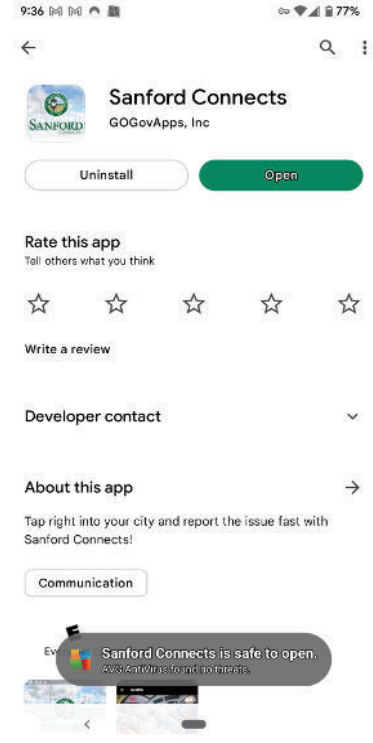 9:36
77%
SANFORD
CONNECTS
Sanford Connects
GOGovApps, Inc
Uninstall
Open
Rate this app
Tell others what you think
Write a review
Developer contact
About this app
Tap right into your city and report the issue fast with
Sanford Connects!
Communication
E
Sanford Connects is safe to open.
AVG AntiVirus found no threats.